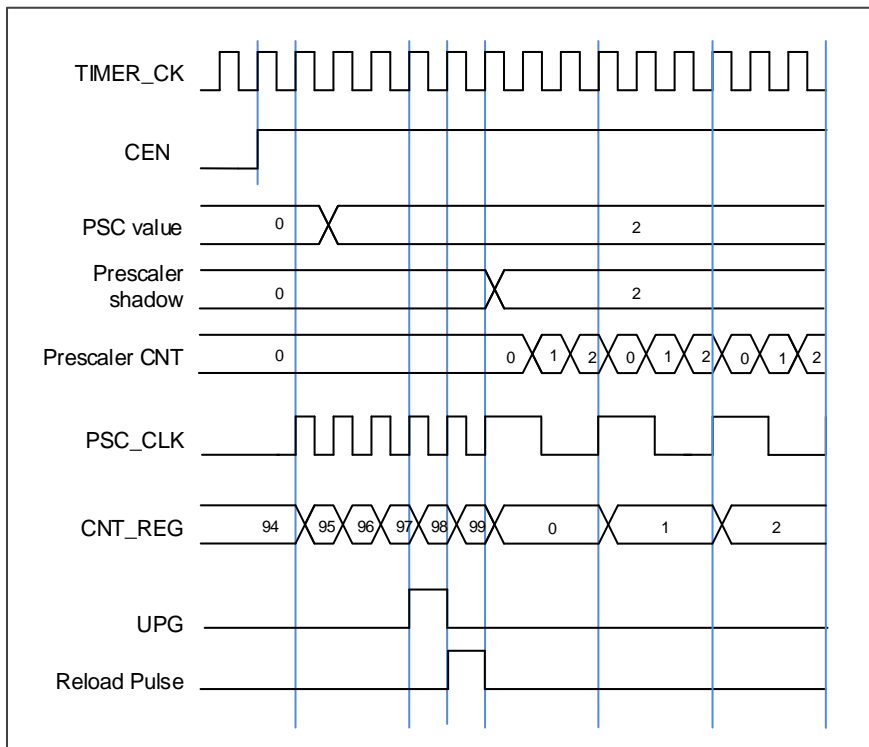 TIMER_CK
CEN
PSC value 0 2
Prescaler
shadow 0 2
Prescaler CNT 0 0 1 2 0 1 2 0 1 2
PSC_CLK
CNT_REG 94 95 96 97 98 99 0 1 2
UPG
Reload Pulse